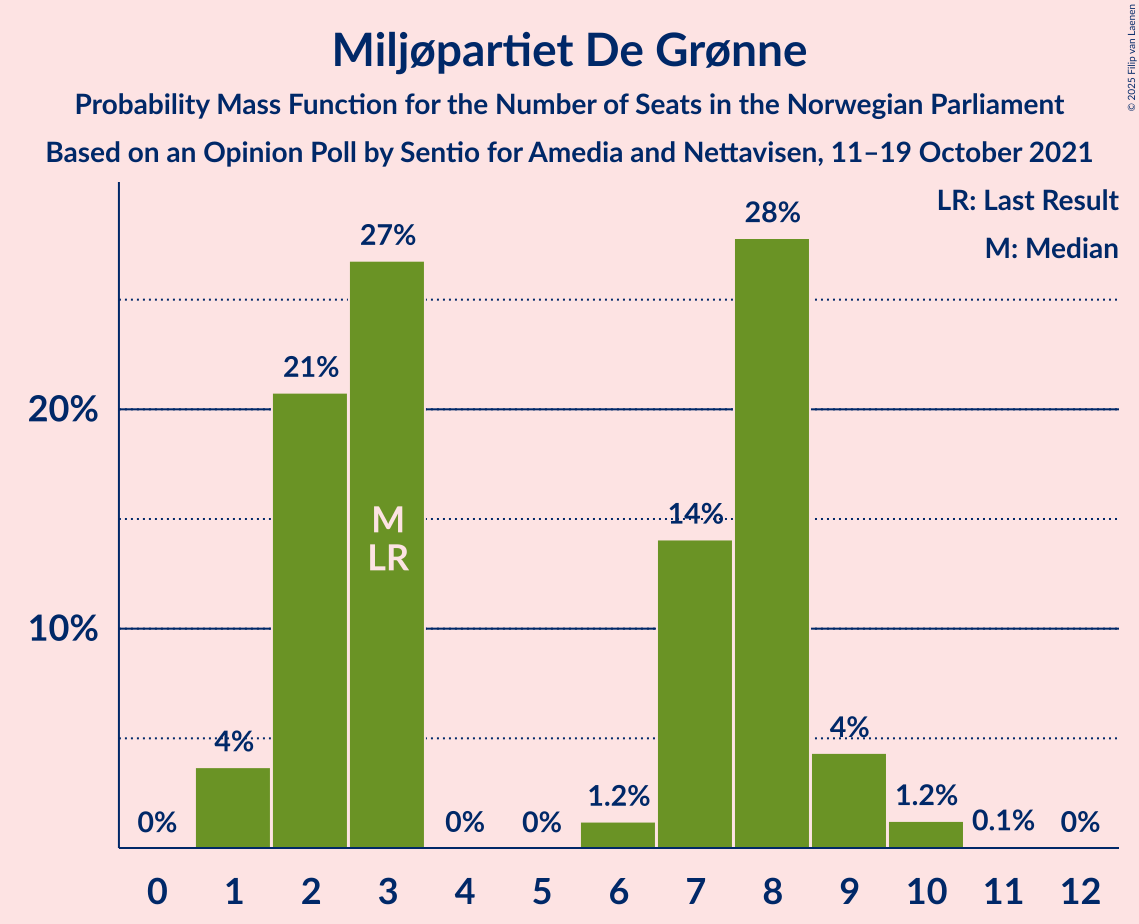 Miljøpartiet De Grønne
Probability Mass Function for the Number of Seats in the Norwegian Parliament
Based on an Opinion Poll by Sentio for Amedia and Nettavisen, 11–19 October 2021
© 2025 Filip van Laenen
LR: Last Result
M: Median
28%
27%
21%
20%
14%
M
LR
10%
4%
4%
1.2%
1.2%
0%
0%
0%
0.1%
0%
0 1 2 3 4 5 6 7 8 9 10 11 12